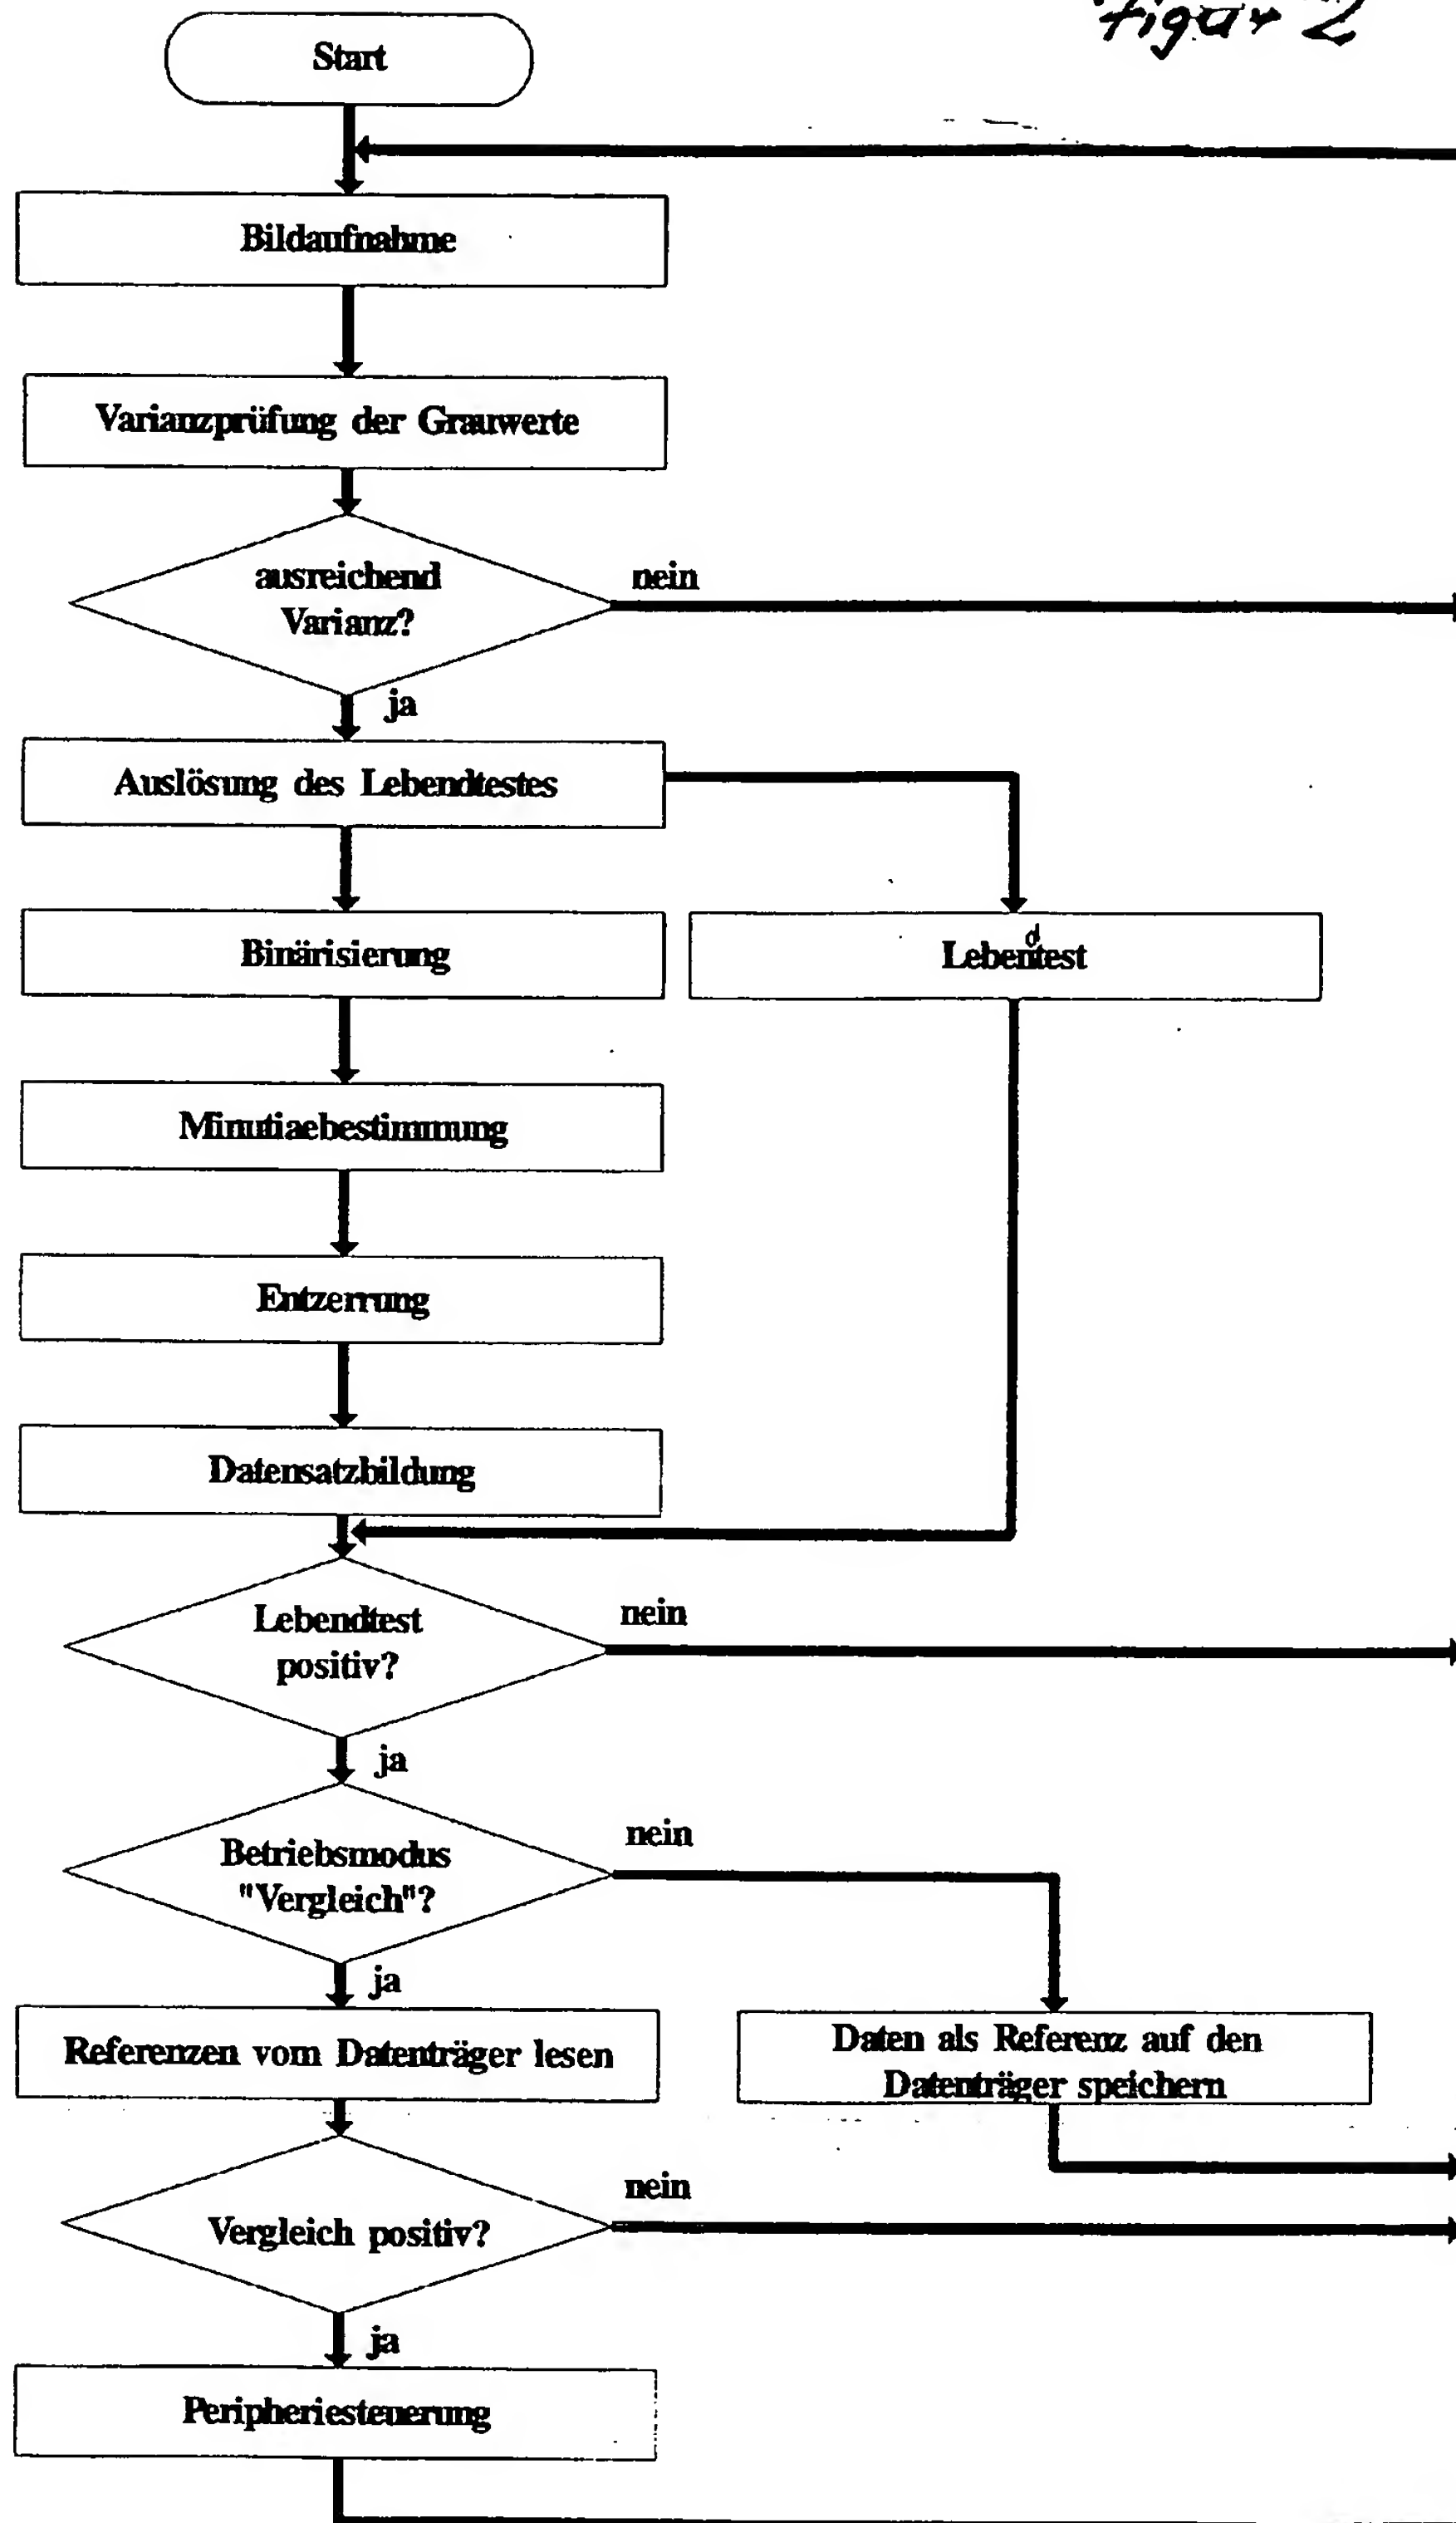 Figur 2
Start
Bildaufnahme
Varianzprüfung der Grauwerte
ausreichend
Varianz?
nein
ja
Auslösung des Lebendtestes
Binärisierung
Lebendtest
Minutiaebestimmung
Entzerrung
Datensatzbildung
Lebendtest
positiv?
nein
ja
Betriebsmodus
"Vergleich"?
nein
ja
Referenzen vom Datenträger lesen
Daten als Referenz auf den
Datenträger speichern
Vergleich positiv?
nein
ja
Peripheriesteuerung